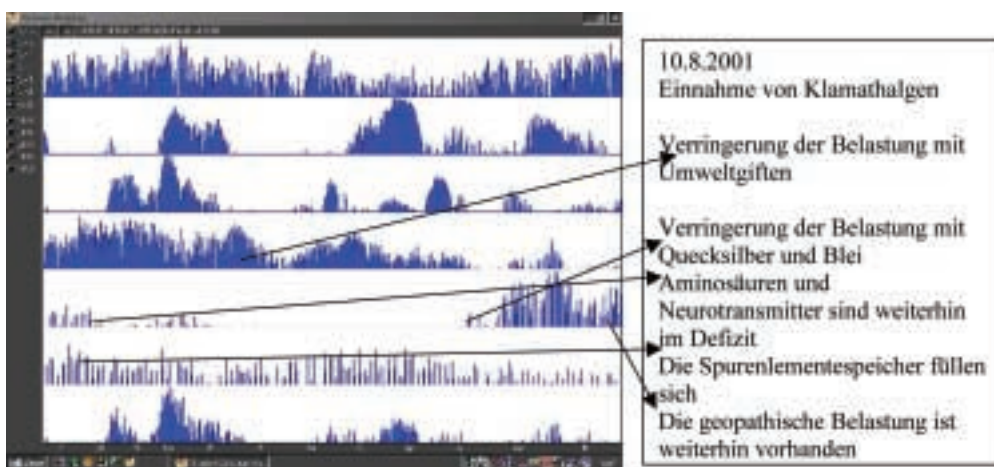 10.8.2001
Einnahme von Klamathalgen
Verringerung der Belastung mit
Umweltgiften
Verringerung der Belastung mit
Quecksilber und Blei
Aminosäuren und
Neurotransmitter sind weiterhin
im Defizit
Die Spurenlementespeicher füllen
sich
Die geopathische Belastung ist
weiterhin vorhanden